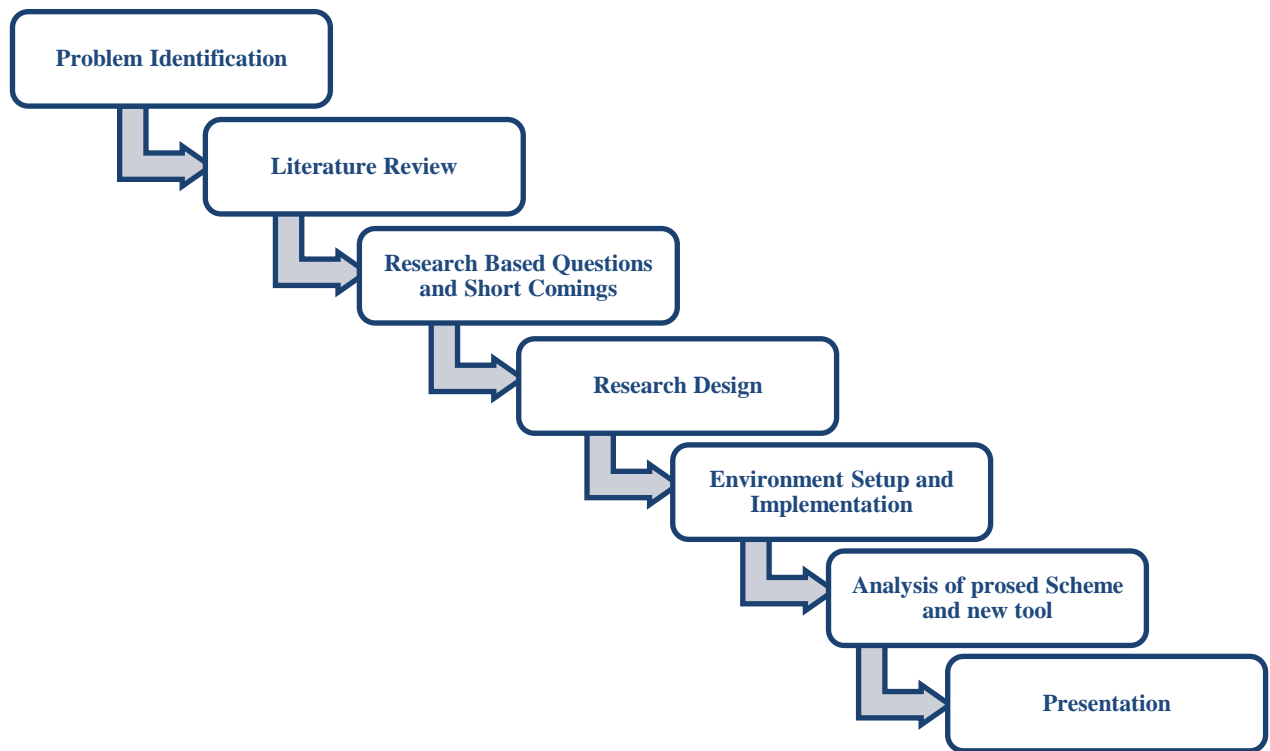 Problem Identification
Literature Review
Research Based Questions
and Short Comings
Research Design
Environment Setup and
Implementation
Analysis of prosed Scheme
and new tool
Presentation